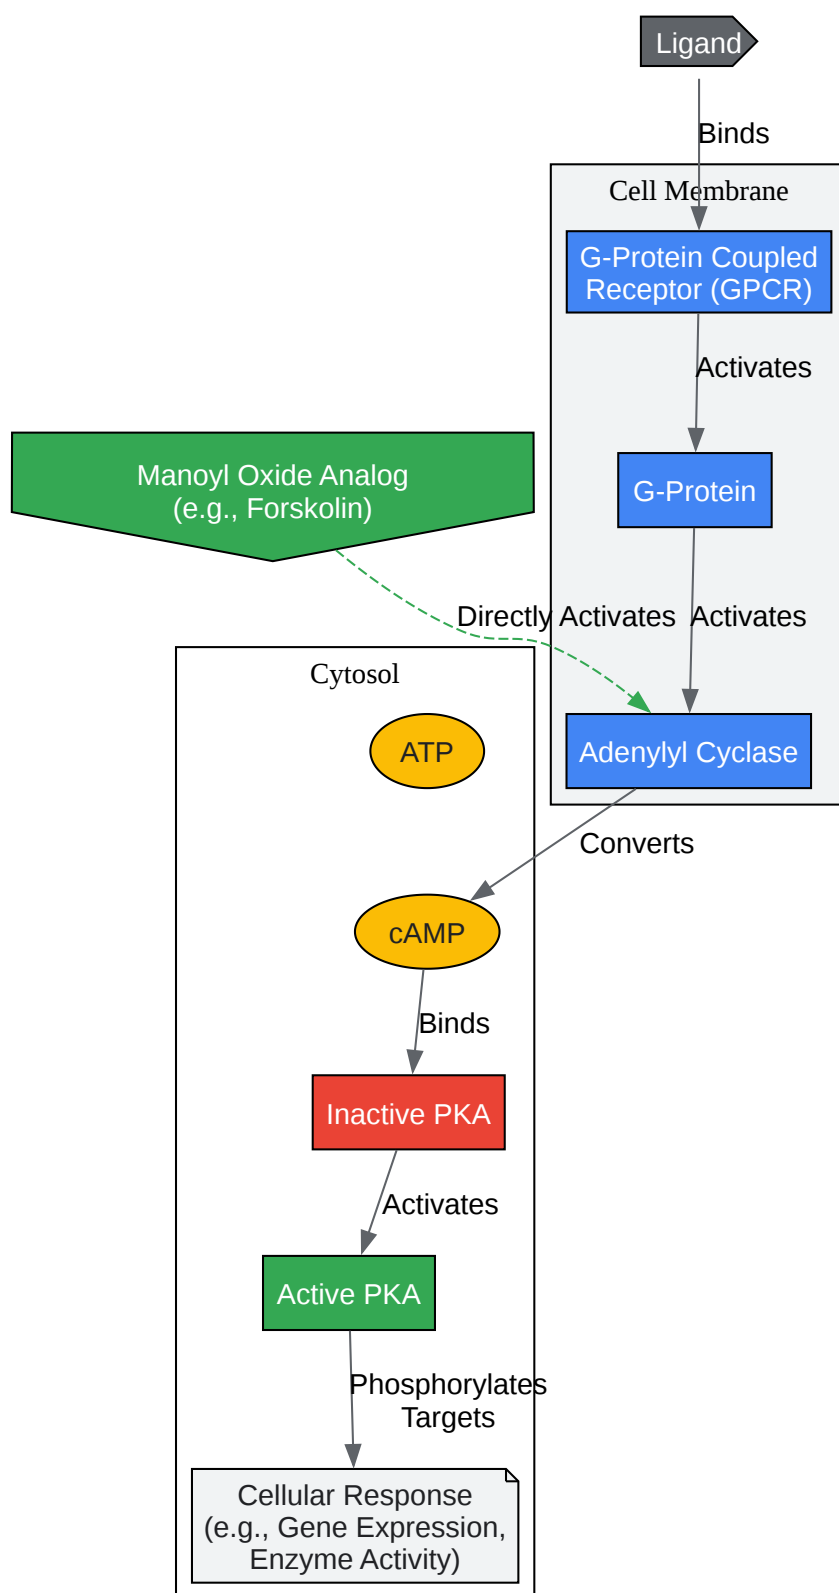 Ligand
Binds
Cell Membrane
G-Protein Coupled
Receptor (GPCR)
Activates
Manoyl Oxide Analog
(e.g., Forskolin)
G-Protein
Directly Activates
Activates
Cytosol
ATP
Adenylyl Cyclase
Converts
cAMP
Binds
Inactive PKA
Activates
Active PKA
Phosphorylates
Targets
Cellular Response
(e.g., Gene Expression,
Enzyme Activity)